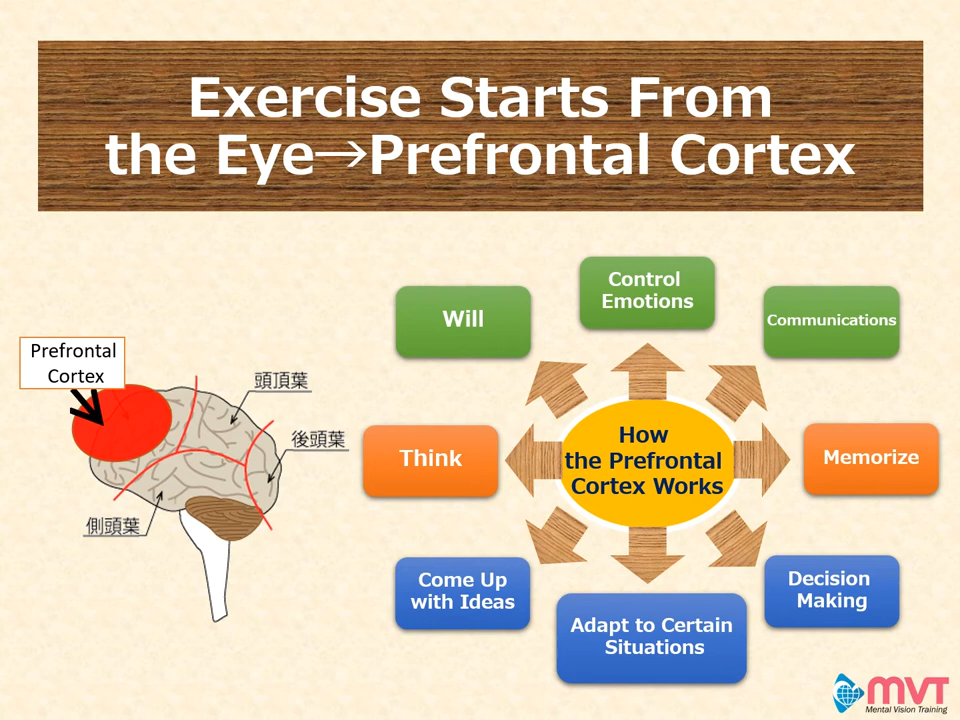 Exercise Starts From
the Eye→Prefrontal Cortex
Prefrontal
Cortex
頭頂葉
後頭葉
側頭葉
Will
Control
Emotions
Communications
Think
How
the Prefrontal
Cortex Works
Memorize
Come Up
with Ideas
Adapt to Certain
Situations
Decision
Making
MVT
Mental Vision Training